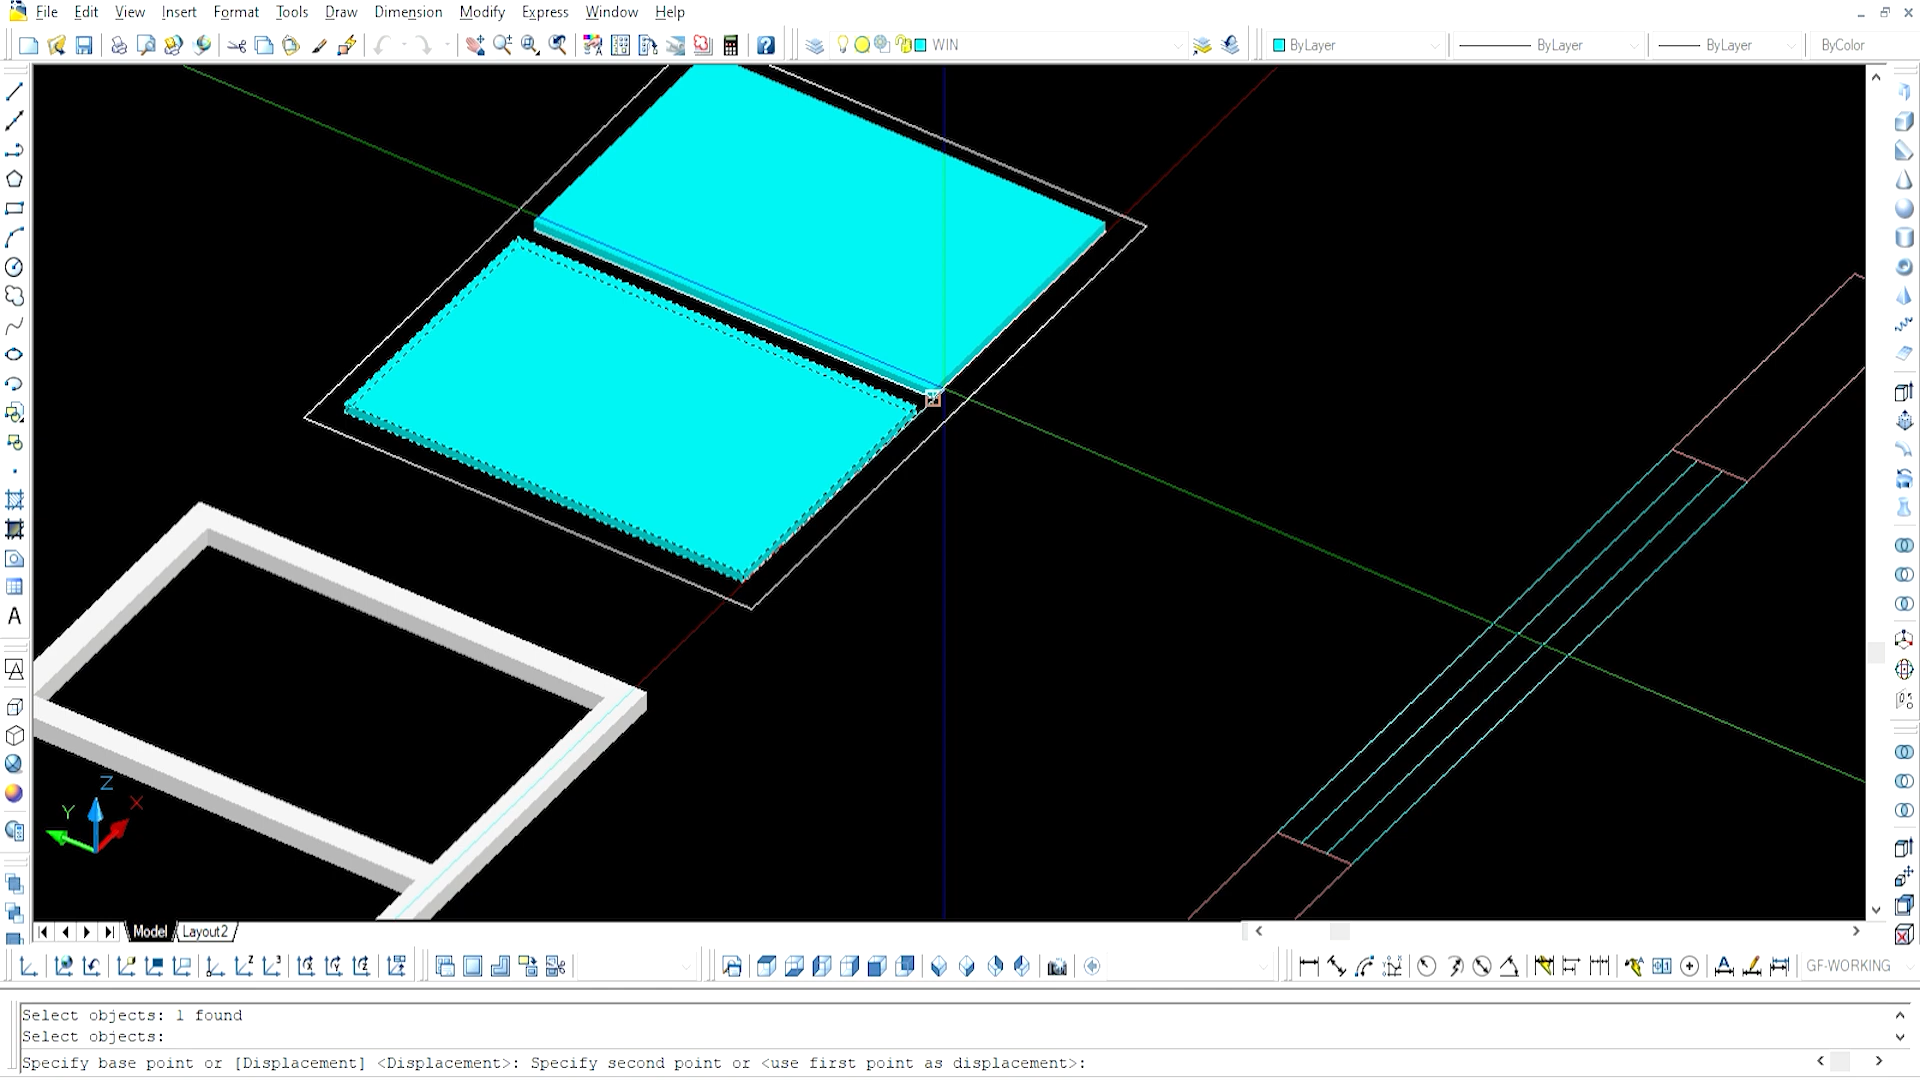 File Edit View Insert Format Tools Draw Dimension Modify Express Window Help
WIN
ByLayer
ByLayer
ByLayer
ByColor
A
Z
Y
X
Model
Layout2
GF-WORKING
Select objects: 1 found
Select objects:
Specify base point or [Displacement] <Displacement>: Specify second point or <use first point as displacement>: